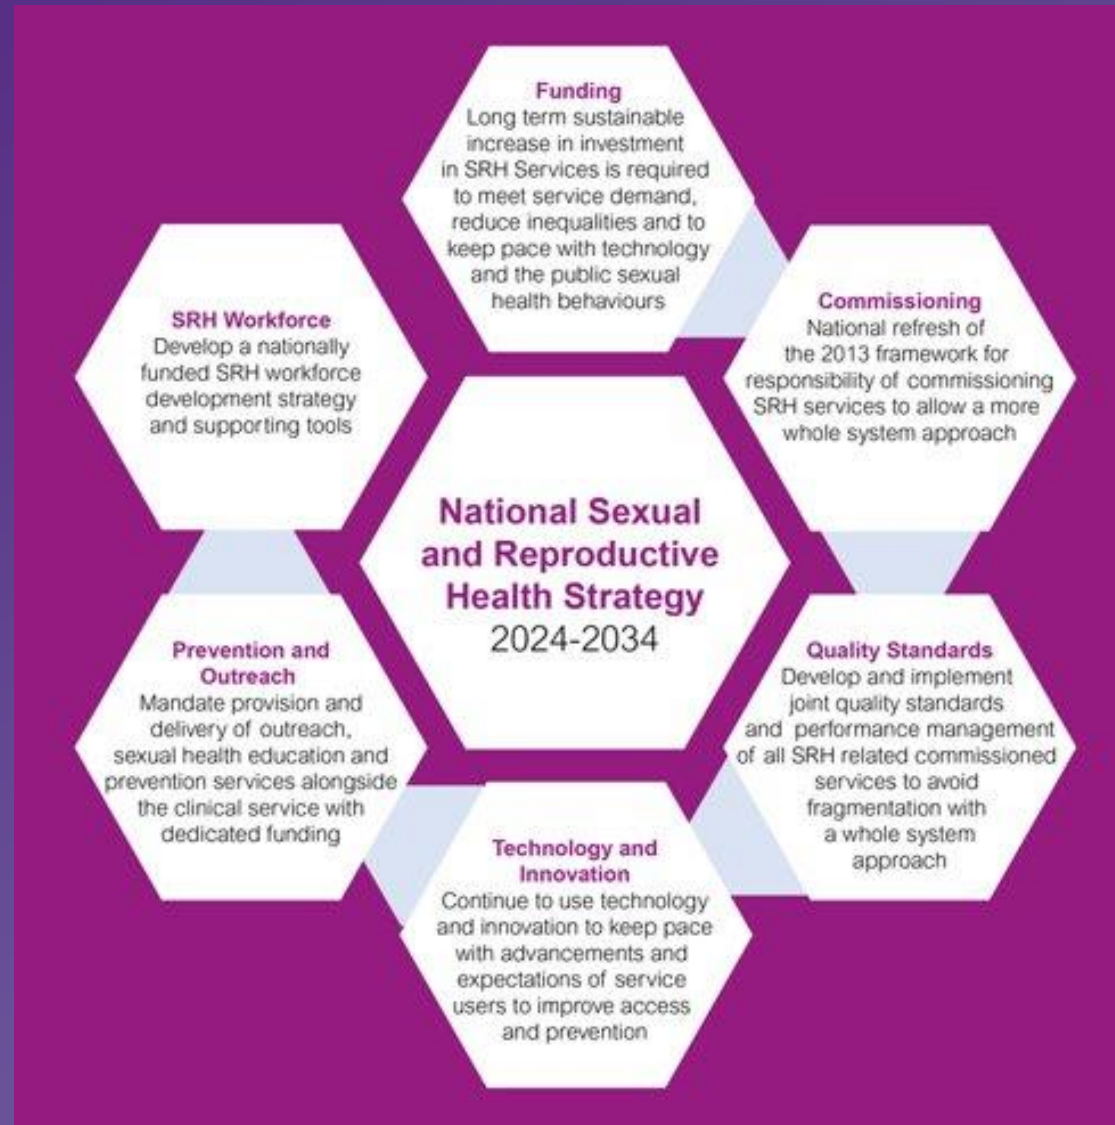 Funding
Long term sustainable
increase in investment
in SRH Services is required
to meet service demand,
reduce inequalities and to
keep pace with technology
and the public sexual
health behaviours
Commissioning
National refresh of
the 2013 framework for
responsibility of commissioning
SRH services to allow a more
whole system approach
Quality Standards
Develop and implement
joint quality standards
and performance management
of all SRH related commissioned
services to avoid
fragmentation with
a whole system
approach
Technology and
Innovation
Continue to use technology
and innovation to keep pace
with advancements and
expectations of service
users to improve access
and prevention
Prevention and
Outreach
Mandate provision and
delivery of outreach,
sexual health education and
prevention services alongside
the clinical service with
dedicated funding
SRH Workforce
Develop a nationally
funded SRH workforce
development strategy
and supporting tools
National Sexual
and Reproductive
Health Strategy
2024-2034